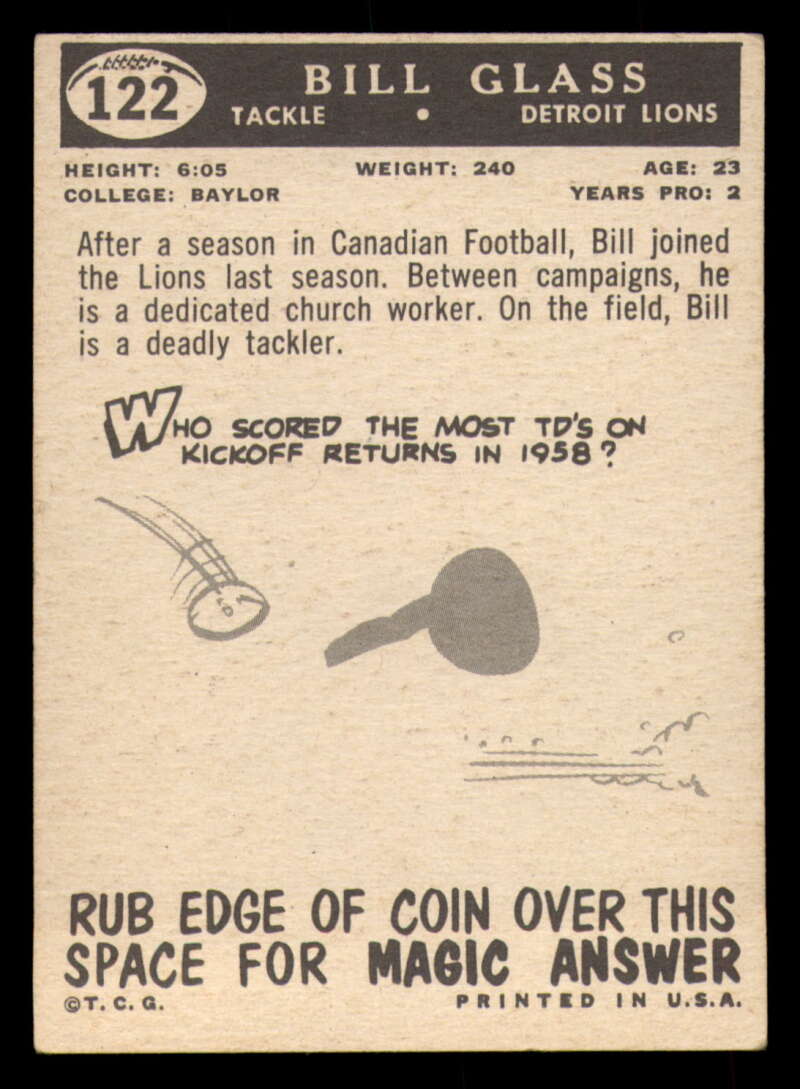 122
BILL GLASS
TACKLE • DETROIT LIONS
HEIGHT: 6:05 WEIGHT: 240 AGE: 23
COLLEGE: BAYLOR YEARS PRO: 2
After a season in Canadian Football, Bill joined
the Lions last season. Between campaigns, he
is a dedicated church worker. On the field, Bill
is a deadly tackler.
WHO SCORED THE MOST TD'S ON
KICKOFF RETURNS IN 1958?
RUB EDGE OF COIN OVER THIS
SPACE FOR MAGIC ANSWER
©T. C. G. PRINTED IN U.S.A.